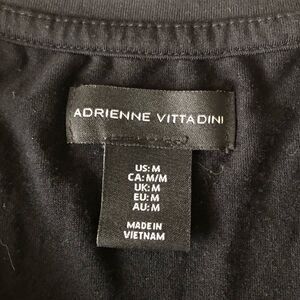 ADRIENNE VITTADINI
US: M
CA: M/M
UK: M
EU: M
AU: M
MADE IN
VIETNAM